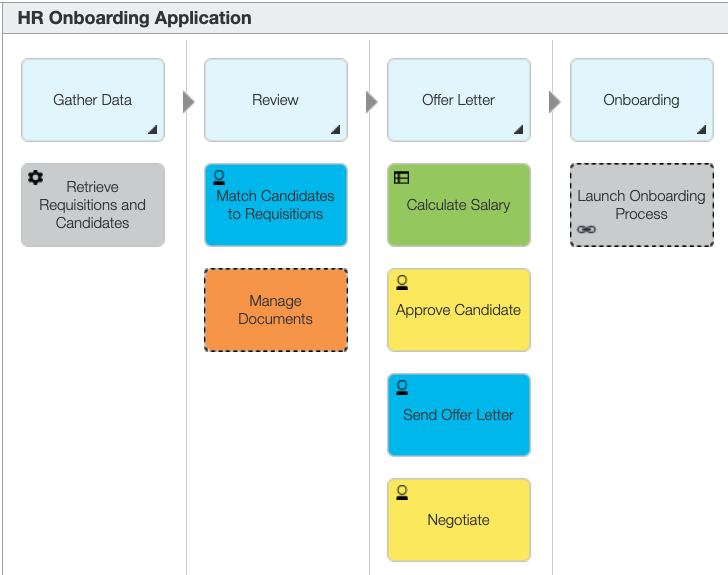 HR Onboarding Application
Gather Data
Review
Offer Letter
Onboarding
Retrieve
Requisitions and
Candidates
Match Candidates
to Requisitions
Manage
Documents
Calculate Salary
Approve Candidate
Send Offer Letter
Negotiate
Launch Onboarding
Process